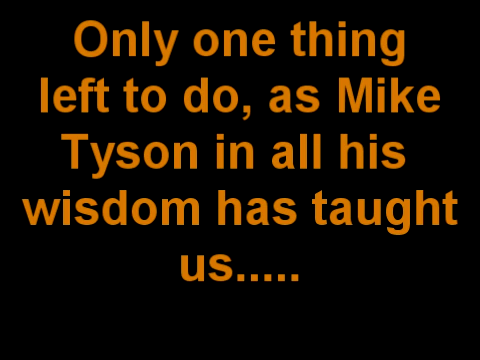 Only one thing
left to do, as Mike
Tyson in all his
wisdom has taught
us.....